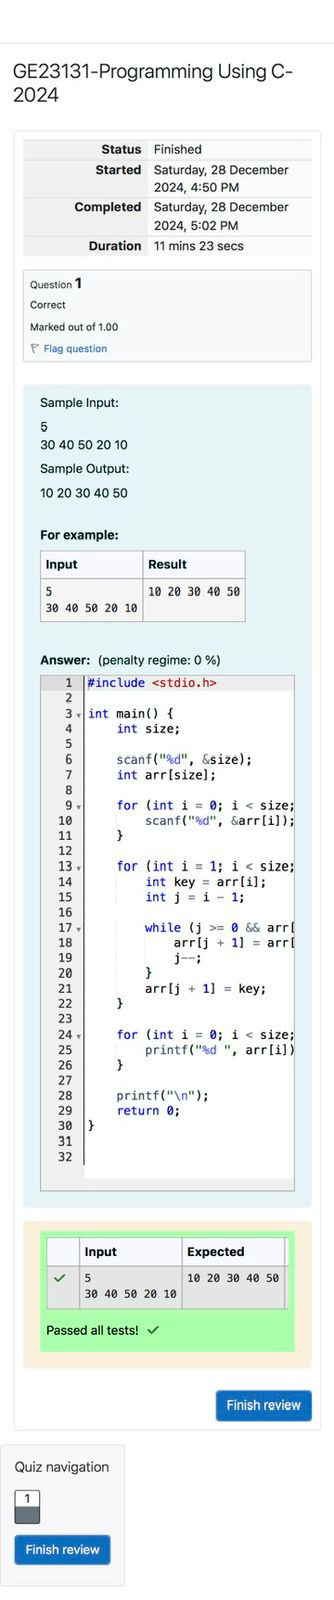 GE23131-Programming Using C-
2024
Status Finished
Started Saturday, 28 December
2024, 4:50 PM
Completed Saturday, 28 December
2024, 5:02 PM
Duration 11 mins 23 secs
Question 1
Correct
Marked out of 1.00
Flag question
Sample Input:
5
30 40 50 20 10
Sample Output:
10 20 30 40 50
For example:
Input Result
5 10 20 30 40 50
30 40 50 20 10
Answer: (penalty regime: 0 %)
1 #include <stdio.h>
2
3 int main() {
4 int size;
5
6 scanf("%d", &size);
7 int arr[size];
8
9 for (int i = 0; i < size;
10 scanf("%d", &arr[i]);
11 }
12
13 for (int i = 1; i < size;
14 int key = arr[i];
15 int j = i - 1;
16
17 while (j >= 0 && arr[
18 arr[j + 1] = arr[
19 j--;
20 }
21 arr[j + 1] = key;
22 }
23
24 for (int i = 0; i < size;
25 printf("%d ", arr[i])
26 }
27
28 printf("\n");
29 return 0;
30 }
31
32
Input Expected
5 10 20 30 40 50
30 40 50 20 10
Passed all tests!
Finish review
Quiz navigation
1
Finish review